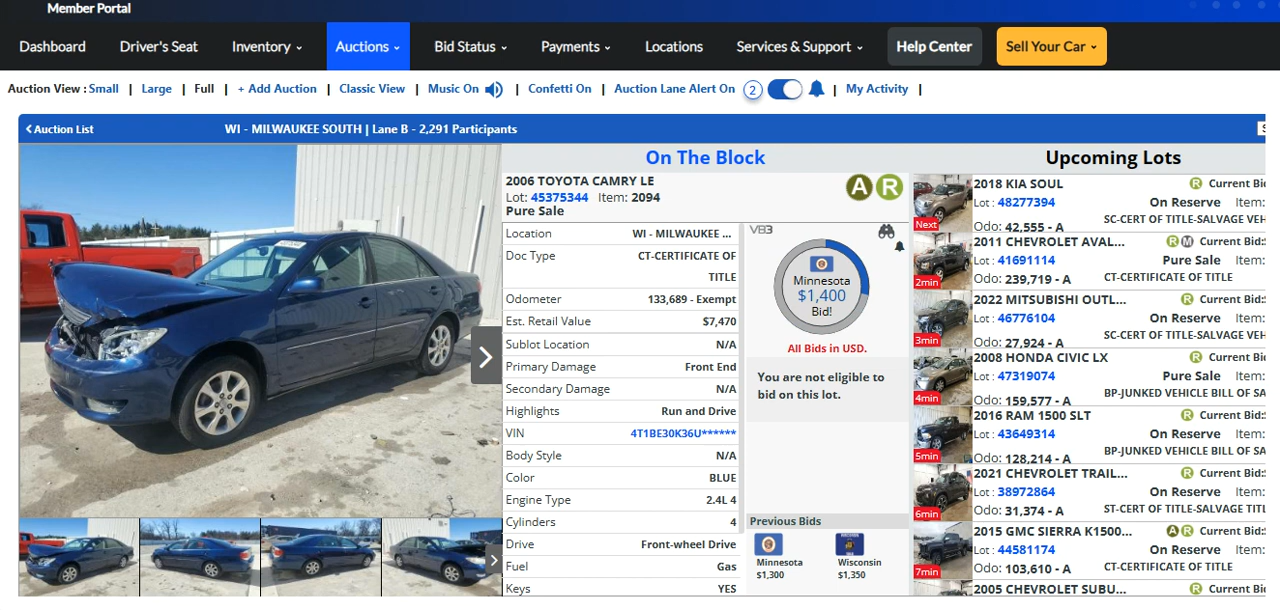 Member Portal
Dashboard Driver's Seat Inventory Auctions Bid Status Payments Locations Services & Support Help Center Sell Your Car
Auction View : Small | Large | Full | + Add Auction | Classic View | Music On | Confetti On | Auction Lane Alert On 2 | My Activity |
Auction List WI - MILWAUKEE SOUTH | Lane B - 2,291 Participants
On The Block
2006 TOYOTA CAMRY LE
Lot: 45375344 Item: 2094
Pure Sale
A R
Location WI - MILWAUKEE ...
Doc Type CT-CERTIFICATE OF
TITLE
Odometer 133,689 - Exempt
Est. Retail Value $7,470
Sublot Location N/A
Primary Damage Front End
Secondary Damage N/A
Highlights Run and Drive
VIN 4T1BE30K36U******
Body Style N/A
Color BLUE
Engine Type 2.4L 4
Cylinders 4
Drive Front-wheel Drive
Fuel Gas
Keys YES
VB3
Minnesota
$1,400
Bid!
All Bids in USD.
You are not eligible to
bid on this lot.
Previous Bids
Minnesota Wisconsin
$1,300 $1,350
Upcoming Lots
2018 KIA SOUL R Current Bi
Lot : 48277394 On Reserve Item:
Next Odo: 42,555 - A SC-CERT OF TITLE-SALVAGE VEH
2011 CHEVROLET AVAL... R M Current Bid:
Lot : 41691114 Pure Sale Item:
2min Odo: 239,719 - A CT-CERTIFICATE OF TITLE
2022 MITSUBISHI OUTL... R Current Bid:
Lot : 46776104 On Reserve Item:
3min Odo: 27,924 - A SC-CERT OF TITLE-SALVAGE VEH
2008 HONDA CIVIC LX R Current Bi
Lot : 47319074 Pure Sale Item:
4min Odo: 159,577 - A BP-JUNKED VEHICLE BILL OF SA
2016 RAM 1500 SLT R Current Bid:
Lot : 43649314 On Reserve Item:
5min Odo: 128,214 - A BP-JUNKED VEHICLE BILL OF SA
2021 CHEVROLET TRAIL... R Current Bid:
Lot : 38972864 On Reserve Item:
6min Odo: 31,374 - A ST-CERT OF TITLE-SALVAGE TITL
2015 GMC SIERRA K1500... A R Current Bid:
Lot : 44581174 On Reserve Item:
7min Odo: 103,610 - A CT-CERTIFICATE OF TITLE
2005 CHEVROLET SUBU... R Current Bi